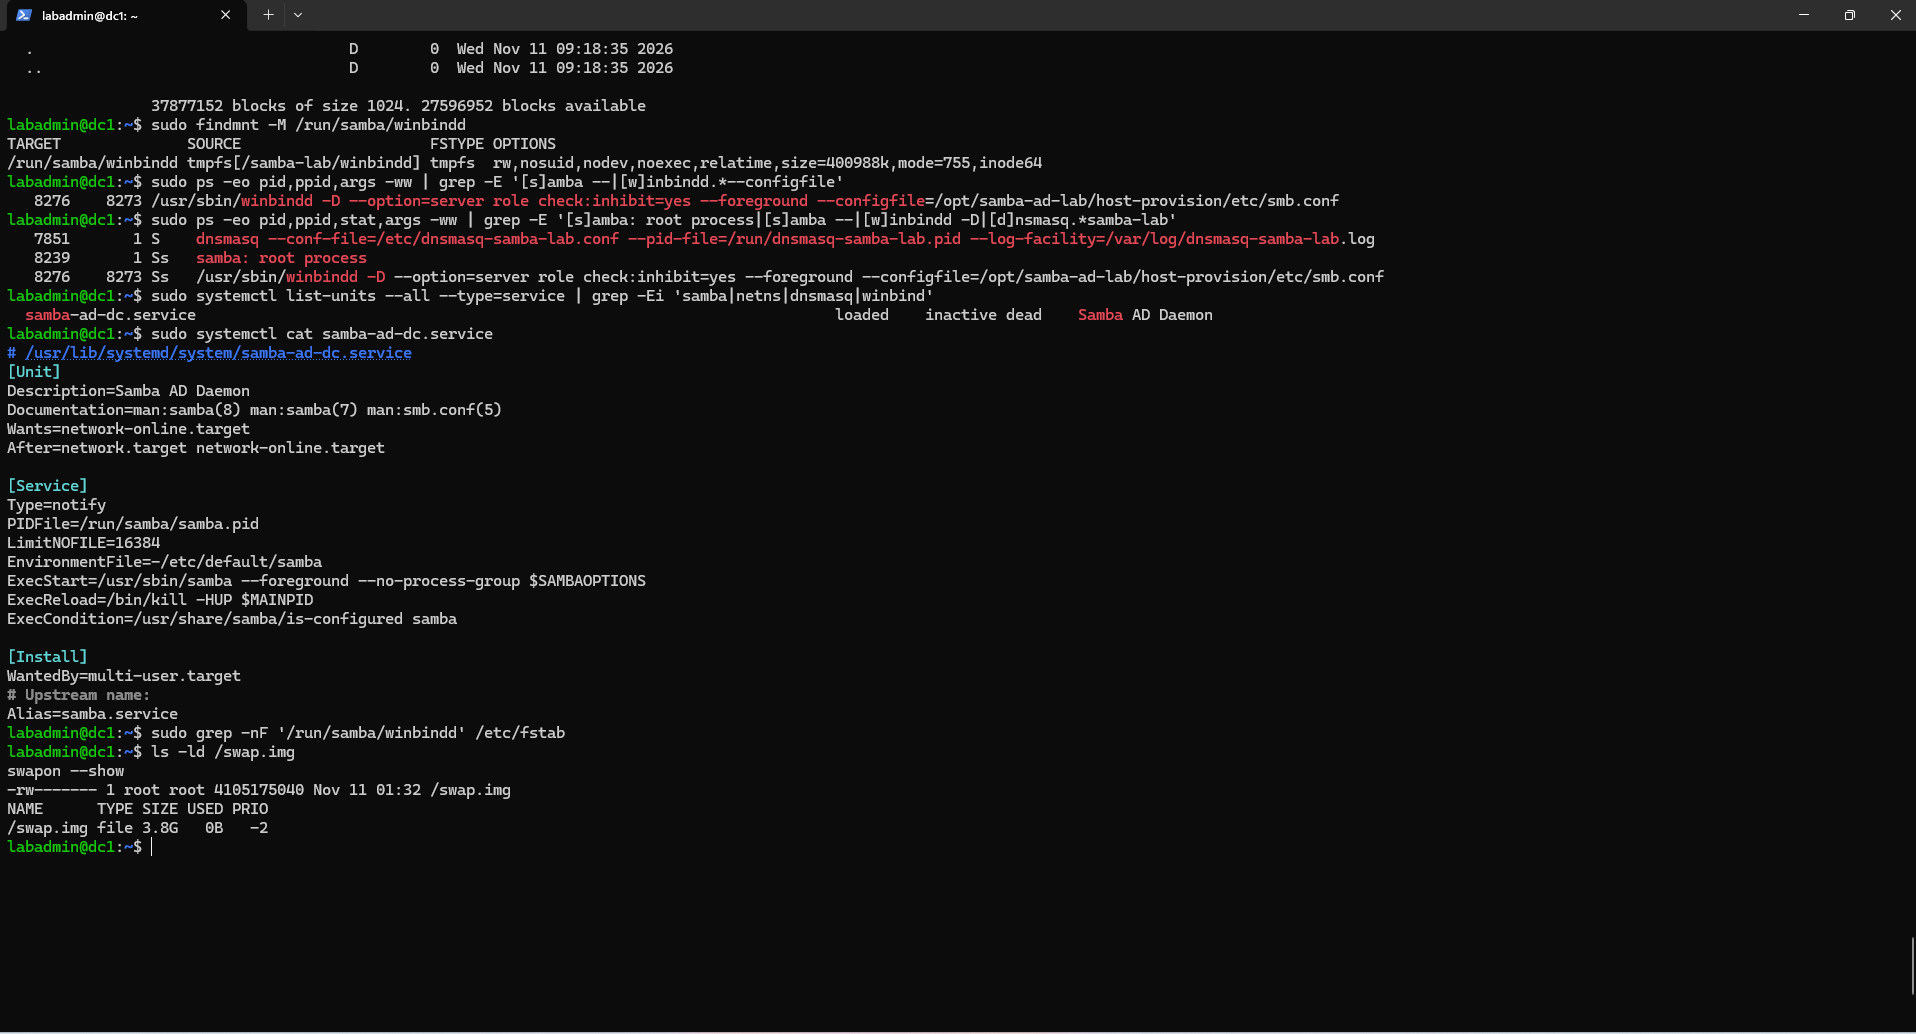 labadmin@dc1: ~
.                                   D        0  Wed Nov 11 09:18:35 2026
..                                  D        0  Wed Nov 11 09:18:35 2026
37877152 blocks of size 1024. 27596952 blocks available
labadmin@dc1:~$ sudo findmnt -M /run/samba/winbindd
TARGET              SOURCE                     FSTYPE OPTIONS
/run/samba/winbindd tmpfs[/samba-lab/winbindd] tmpfs  rw,nosuid,nodev,noexec,relatime,size=400988k,mode=755,inode64
labadmin@dc1:~$ sudo ps -eo pid,ppid,args -ww | grep -E '[s]amba --|[w]inbindd.*--configfile'
   8276    8273 /usr/sbin/winbindd -D --option=server role check:inhibit=yes --foreground --configfile=/opt/samba-ad-lab/host-provision/etc/smb.conf
labadmin@dc1:~$ sudo ps -eo pid,ppid,stat,args -ww | grep -E '[s]amba: root process|[s]amba --|[w]inbindd -D|[d]nsmasq.*samba-lab'
   7851       1 S    dnsmasq --conf-file=/etc/dnsmasq-samba-lab.conf --pid-file=/run/dnsmasq-samba-lab.pid --log-facility=/var/log/dnsmasq-samba-lab.log
   8239       1 Ss   samba: root process
   8276    8273 Ss   /usr/sbin/winbindd -D --option=server role check:inhibit=yes --foreground --configfile=/opt/samba-ad-lab/host-provision/etc/smb.conf
labadmin@dc1:~$ sudo systemctl list-units --all --type=service | grep -Ei 'samba|netns|dnsmasq|winbind'
  samba-ad-dc.service                                                                       loaded    inactive dead    Samba AD Daemon
labadmin@dc1:~$ sudo systemctl cat samba-ad-dc.service
# /usr/lib/systemd/system/samba-ad-dc.service
[Unit]
Description=Samba AD Daemon
Documentation=man:samba(8) man:samba(7) man:smb.conf(5)
Wants=network-online.target
After=network.target network-online.target
[Service]
Type=notify
PIDFile=/run/samba/samba.pid
LimitNOFILE=16384
EnvironmentFile=-/etc/default/samba
ExecStart=/usr/sbin/samba --foreground --no-process-group $SAMBAOPTIONS
ExecReload=/bin/kill -HUP $MAINPID
ExecCondition=/usr/share/samba/is-configured samba
[Install]
WantedBy=multi-user.target
# Upstream name:
Alias=samba.service
labadmin@dc1:~$ sudo grep -nF '/run/samba/winbindd' /etc/fstab
labadmin@dc1:~$ ls -ld /swap.img
swapon --show
-rw------- 1 root root 4105175040 Nov 11 01:32 /swap.img
NAME      TYPE SIZE USED PRIO
/swap.img file 3.8G   0B   -2
labadmin@dc1:~$